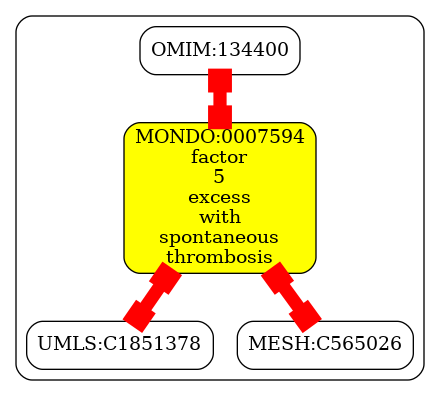 OMIM:134400
MONDO:0007594
factor
5
excess
with
spontaneous
thrombosis
UMLS:C1851378
MESH:C565026